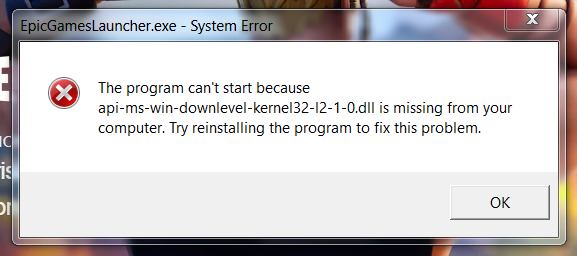 EpicGamesLauncher.exe - System Error
The program can't start because
api-ms-win-downlevel-kernel32-l2-1-0.dll is missing from your
computer. Try reinstalling the program to fix this problem.
OK